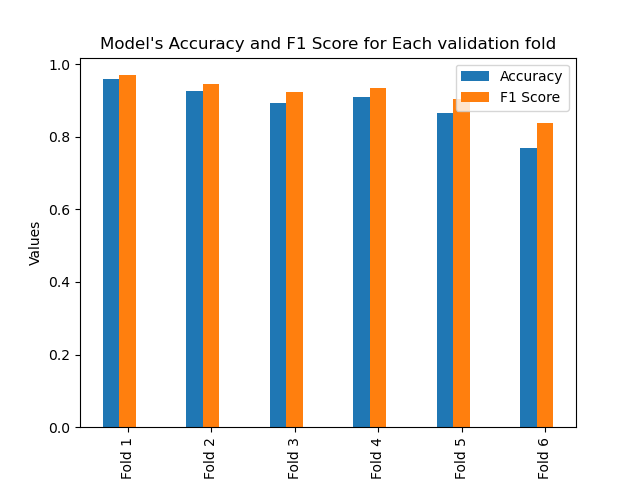 Model's Accuracy and F1 Score for Each validation fold
Accuracy
F1 Score
Values
1.0
0.8
0.6
0.4
0.2
0.0
Fold 1
Fold 2
Fold 3
Fold 4
Fold 5
Fold 6